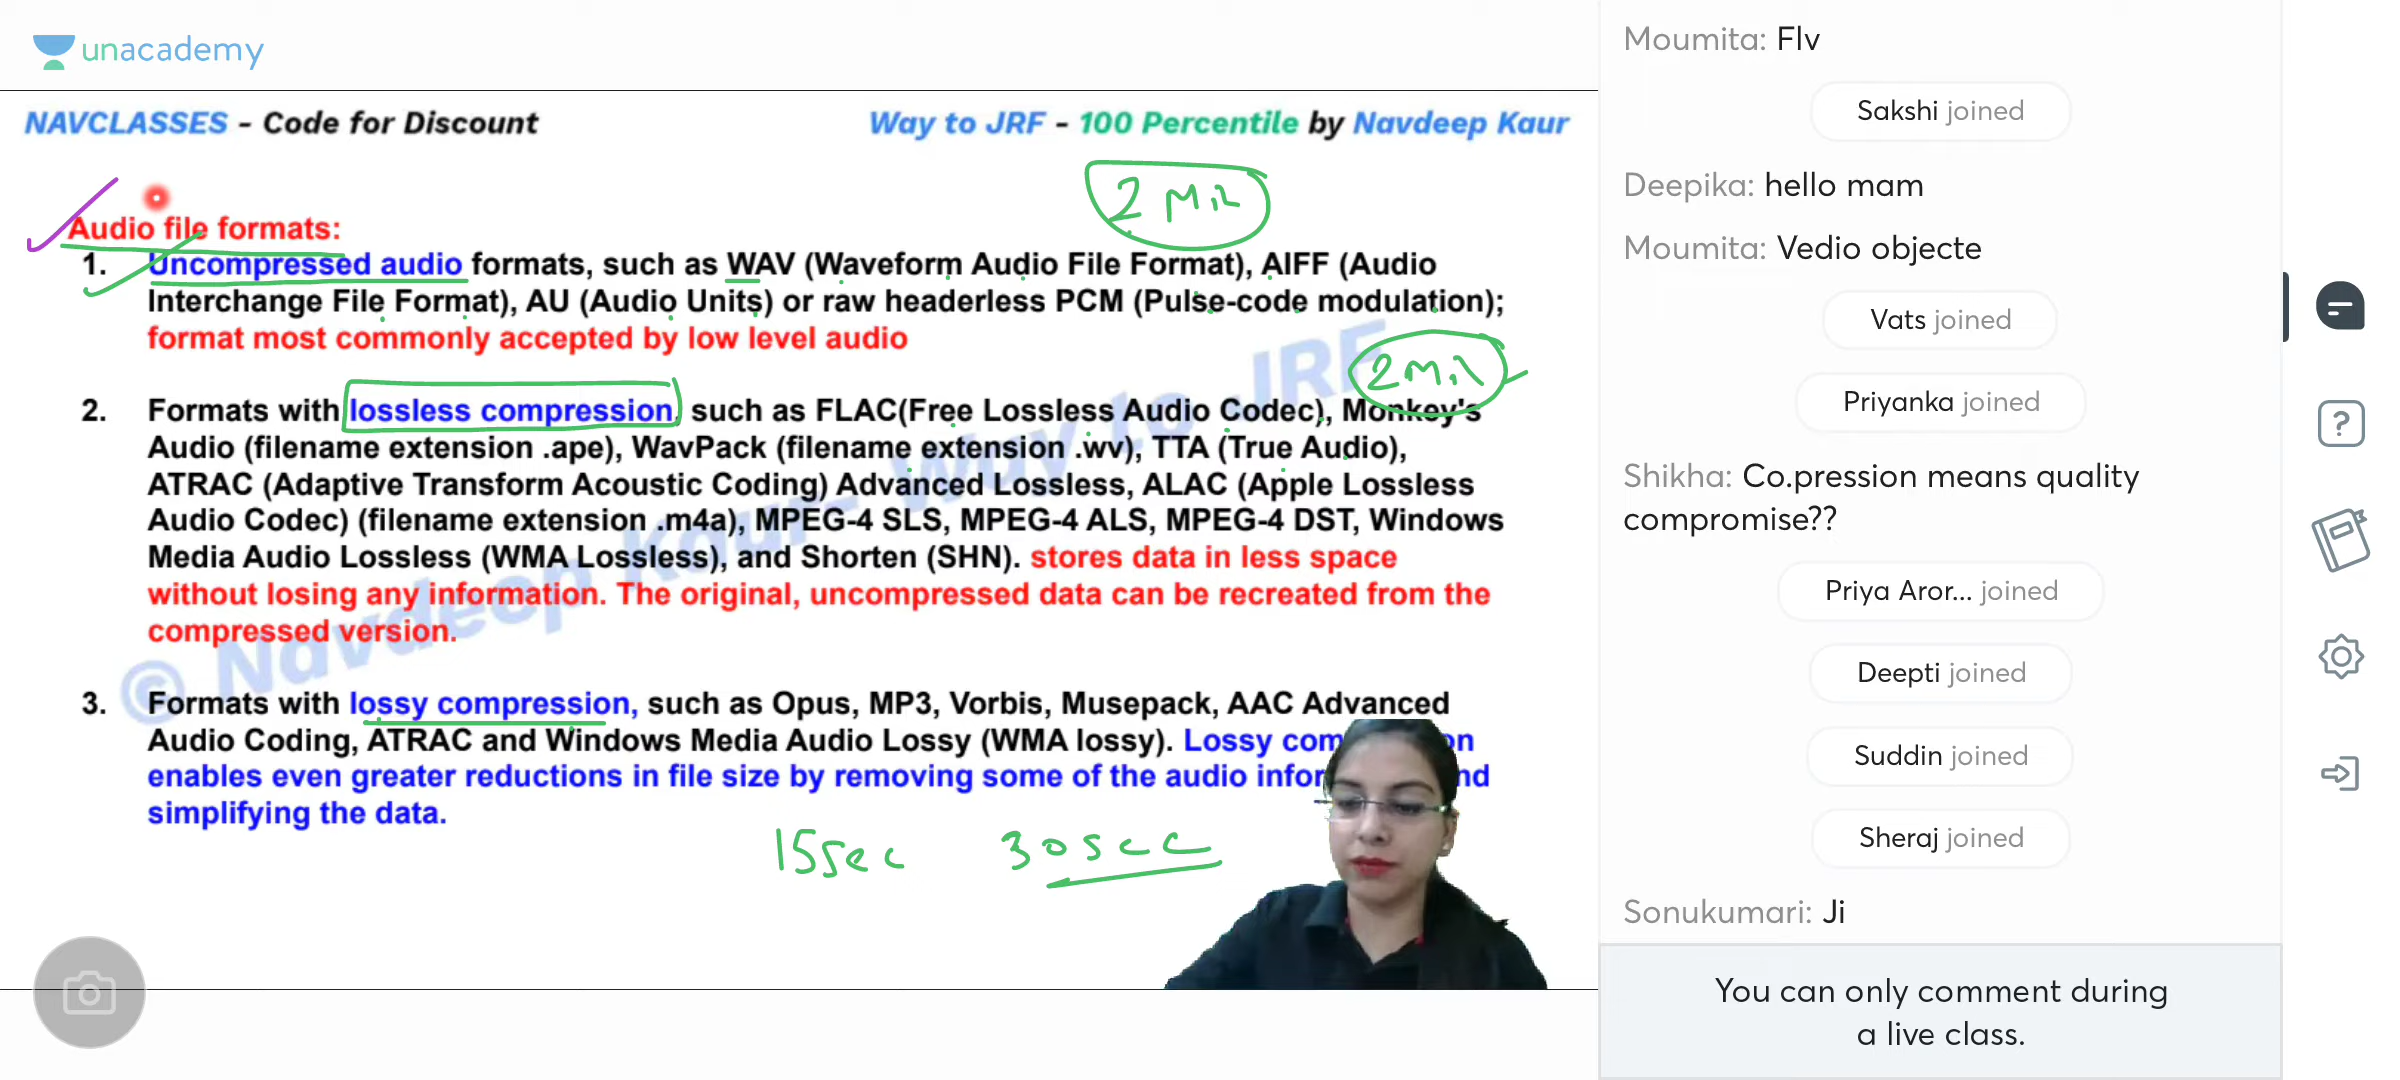 unacademy
NAVCLASSES - Code for Discount
Way to JRF - 100 Percentile by Navdeep Kaur
2 Min
Audio file formats:
1. Uncompressed audio formats, such as WAV (Waveform Audio File Format), AIFF (Audio
Interchange File Format), AU (Audio Units) or raw headerless PCM (Pulse-code modulation);
format most commonly accepted by low level audio
2 Min
2. Formats with lossless compression, such as FLAC(Free Lossless Audio Codec), Monkey's
Audio (filename extension .ape), WavPack (filename extension .wv), TTA (True Audio),
ATRAC (Adaptive Transform Acoustic Coding) Advanced Lossless, ALAC (Apple Lossless
Audio Codec) (filename extension .m4a), MPEG-4 SLS, MPEG-4 ALS, MPEG-4 DST, Windows
Media Audio Lossless (WMA Lossless), and Shorten (SHN). stores data in less space
without losing any information. The original, uncompressed data can be recreated from the
compressed version.
© Navdeep Kaur- Way to JRF
3. Formats with lossy compression, such as Opus, MP3, Vorbis, Musepack, AAC Advanced
Audio Coding, ATRAC and Windows Media Audio Lossy (WMA lossy). Lossy
enables even greater reductions in file size by removing some of the audio
simplifying the data.
15sec 30sec
Moumita: Flv
Sakshi joined
Deepika: hello mam
Moumita: Vedio objecte
Vats joined
Priyanka joined
Shikha: Co.pression means quality
compromise??
Priya Aror... joined
Deepti joined
Suddin joined
Sheraj joined
Sonukumari: Ji
You can only comment during
a live class.